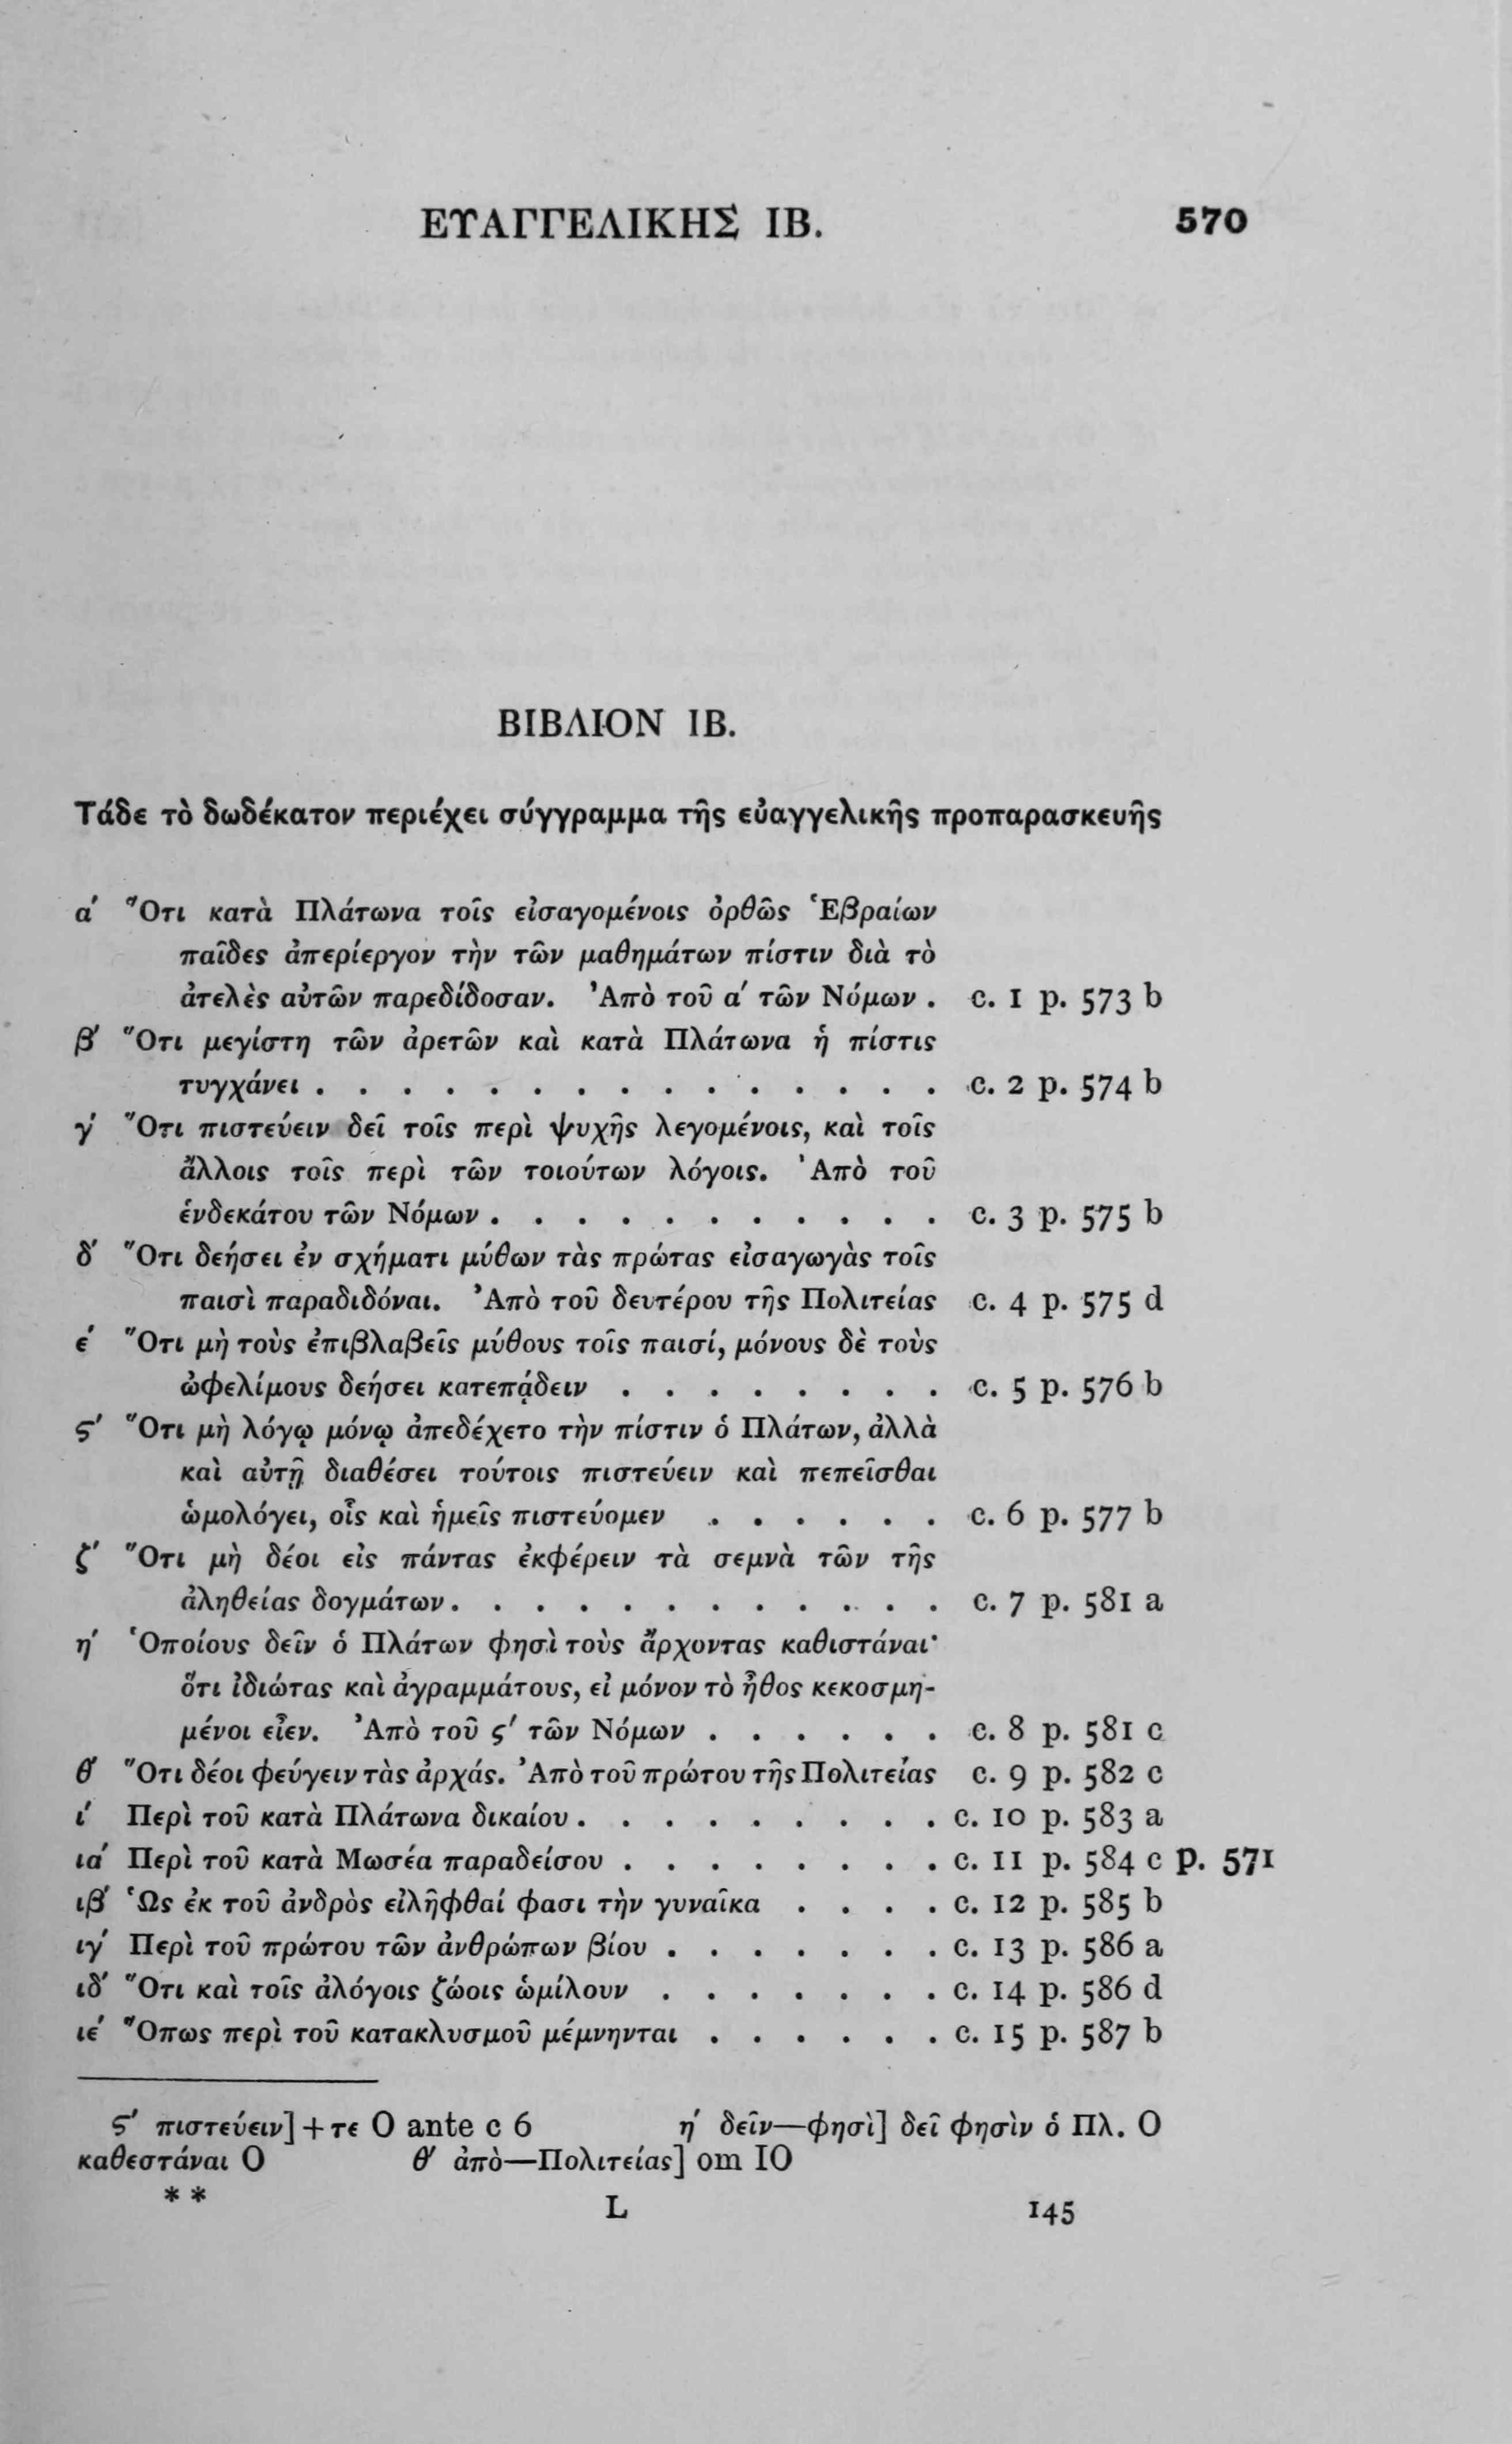 ΕΥΑΓΓΕΛΙΚΗΣ ΙΒ. 570
ΒΙΒΛΙΟΝ ΙΒ.
Τάδε τὸ δωδέκατον περιέχει σύγγραμμα τῆς εὐαγγελικῆς προπαρασκευῆς
α´ Ὅτι κατὰ Πλάτωνα τοῖς εἰσαγομένοις ὀρθῶς Ἑβραίων
παῖδες ἀπερίεργον τὴν τῶν μαθημάτων πίστιν διὰ τὸ
ἀτελὲς αὐτῶν παρεδίδοσαν. Ἀπὸ τοῦ α´ τῶν Νόμων . c. 1 p. 573 b
β´ Ὅτι μεγίστη τῶν ἀρετῶν καὶ κατὰ Πλάτωνα ἡ πίστις
τυγχάνει . . . . . . . . . . . . . . . c. 2 p. 574 b
γ´ Ὅτι πιστεύειν δεῖ τοῖς περὶ ψυχῆς λεγομένοις, καὶ τοῖς
ἄλλοις τοῖς περὶ τῶν τοιούτων λόγοις. Ἀπὸ τοῦ
ἑνδεκάτου τῶν Νόμων . . . . . . . . . . . c. 3 p. 575 b
δ´ Ὅτι δεήσει ἐν σχήματι μύθων τὰς πρώτας εἰσαγωγὰς τοῖς
παισὶ παραδιδόναι. Ἀπὸ τοῦ δευτέρου τῆς Πολιτείας c. 4 p. 575 d
ε´ Ὅτι μὴ τοὺς ἐπιβλαβεῖς μύθους τοῖς παισί, μόνους δὲ τοὺς
ὠφελίμους δεήσει κατεπᾴδειν . . . . . . . . c. 5 p. 576 b
ϛ´ Ὅτι μὴ λόγῳ μόνῳ ἀπεδέχετο τὴν πίστιν ὁ Πλάτων, ἀλλὰ
καὶ αὐτῇ διαθέσει τούτοις πιστεύειν καὶ πεπεῖσθαι
ὡμολόγει, οἷς καὶ ἡμεῖς πιστεύομεν . . . . . . c. 6 p. 577 b
ζ´ Ὅτι μὴ δέοι εἰς πάντας ἐκφέρειν τὰ σεμνὰ τῶν τῆς
ἀληθείας δογμάτων . . . . . . . . . . . . c. 7 p. 581 a
η´ Ὁποίους δεῖν ὁ Πλάτων φησὶ τοὺς ἄρχοντας καθιστάναι·
ὅτι ἰδιώτας καὶ ἀγραμμάτους, εἰ μόνον τὸ ἦθος κεκοσμη-
μένοι εἶεν. Ἀπὸ τοῦ ϛ´ τῶν Νόμων . . . . . . c. 8 p. 581 c
θ´ Ὅτι δέοι φεύγειν τὰς ἀρχάς. Ἀπὸ τοῦ πρώτου τῆς Πολιτείας c. 9 p. 582 c
ι´ Περὶ τοῦ κατὰ Πλάτωνα δικαίου . . . . . . . . . c. 10 p. 583 a
ια´ Περὶ τοῦ κατὰ Μωσέα παραδείσου . . . . . . . . c. 11 p. 584 c p. 571
ιβ´ Ὡς ἐκ τοῦ ἀνδρὸς εἰλῆφθαί φασι τὴν γυναῖκα . . . . c. 12 p. 585 b
ιγ´ Περὶ τοῦ πρώτου τῶν ἀνθρώπων βίου . . . . . . . c. 13 p. 586 a
ιδ´ Ὅτι καὶ τοῖς ἀλόγοις ζώοις ὡμίλουν . . . . . . . c. 14 p. 586 d
ιε´ Ὅπως περὶ τοῦ κατακλυσμοῦ μέμνηνται . . . . . . c. 15 p. 587 b
ϛ´ πιστεύειν] + τε O ante c 6 η´ δεῖν—φησὶ] δεῖ φησὶν ὁ Πλ. O
καθεστάναι O θ´ ἀπὸ—Πολιτείας] om IO
* * L 145